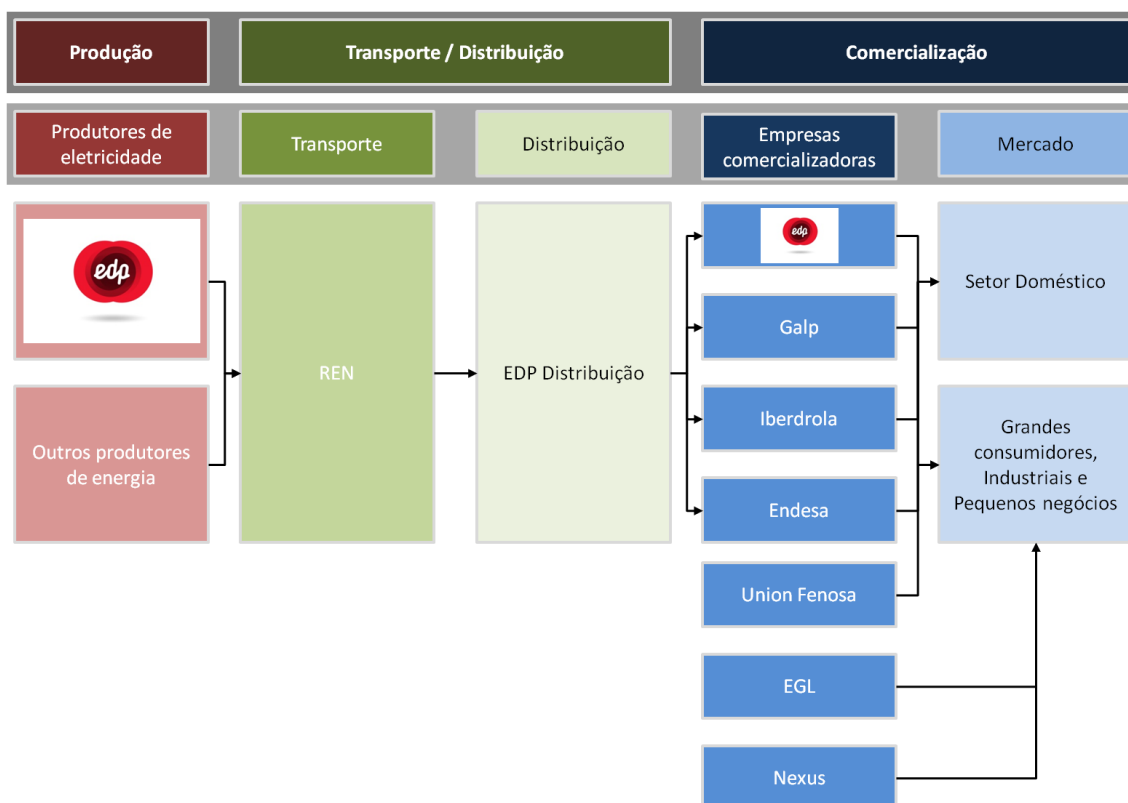 Produção
Transporte / Distribuição
Comercialização
Produtores de
eletricidade
Transporte
Distribuição
Empresas
comercializadoras
Mercado
edp
Outros produtores
de energia
REN
EDP Distribuição
edp
Galp
Iberdrola
Endesa
Union Fenosa
EGL
Nexus
Setor Doméstico
Grandes
consumidores,
Industriais e
Pequenos negócios